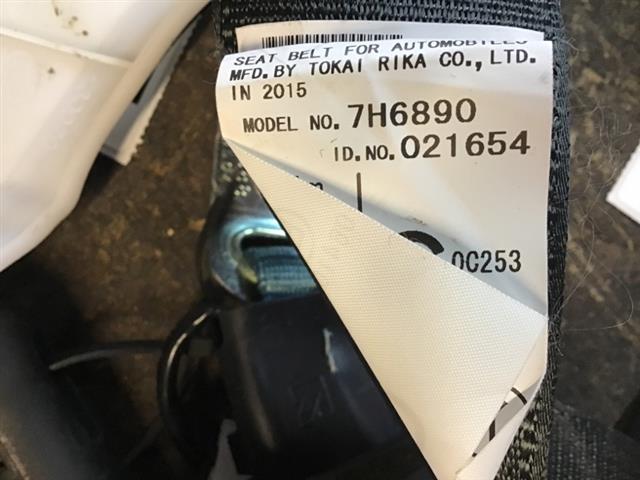 SEAT BELT FOR AUTOMOBILES
MFD. BY TOKAI RIKA CO., LTD.
IN 2015
MODEL NO. 7H6890
ID. NO. 021654
0C253